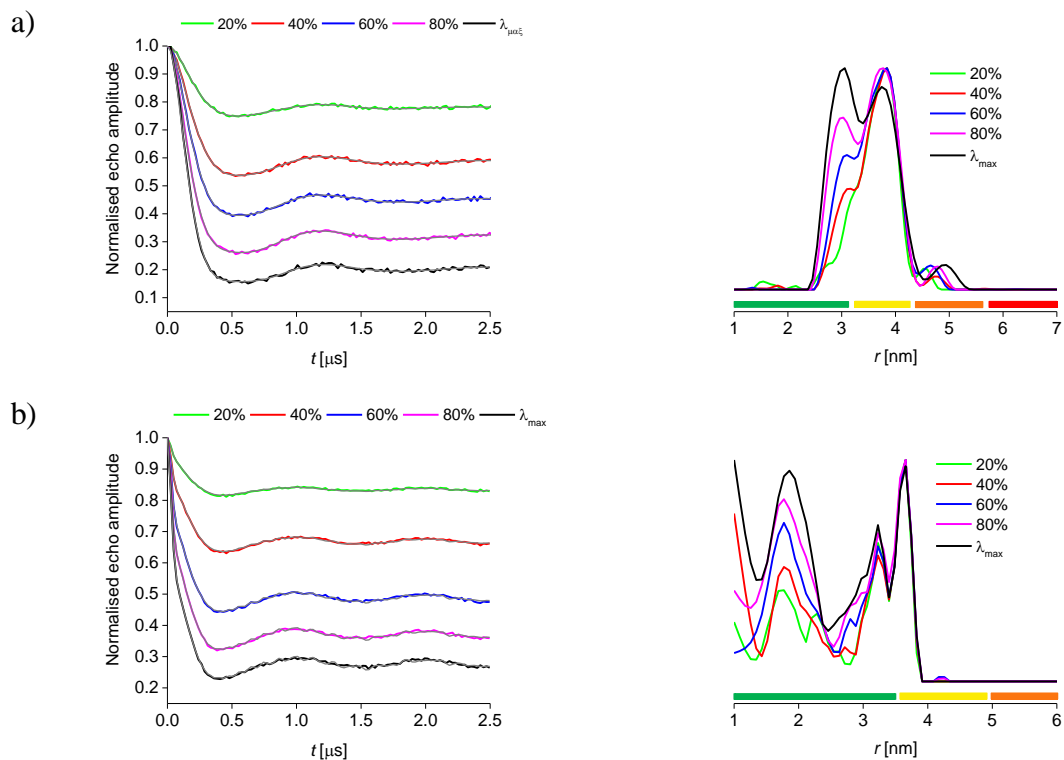 a)
20% 40% 60% 80% λμαξ
Normalised echo amplitude
1.0
0.9
0.8
0.7
0.6
0.5
0.4
0.3
0.2
0.1
0.0 0.5 1.0 1.5 2.0 2.5
t [μs]
20%
40%
60%
80%
λmax
1 2 3 4 5 6 7
r [nm]
b)
20% 40% 60% 80% λmax
Normalised echo amplitude
1.0
0.9
0.8
0.7
0.6
0.5
0.4
0.3
0.2
0.0 0.5 1.0 1.5 2.0 2.5
t [μs]
20%
40%
60%
80%
λmax
1 2 3 4 5 6
r [nm]